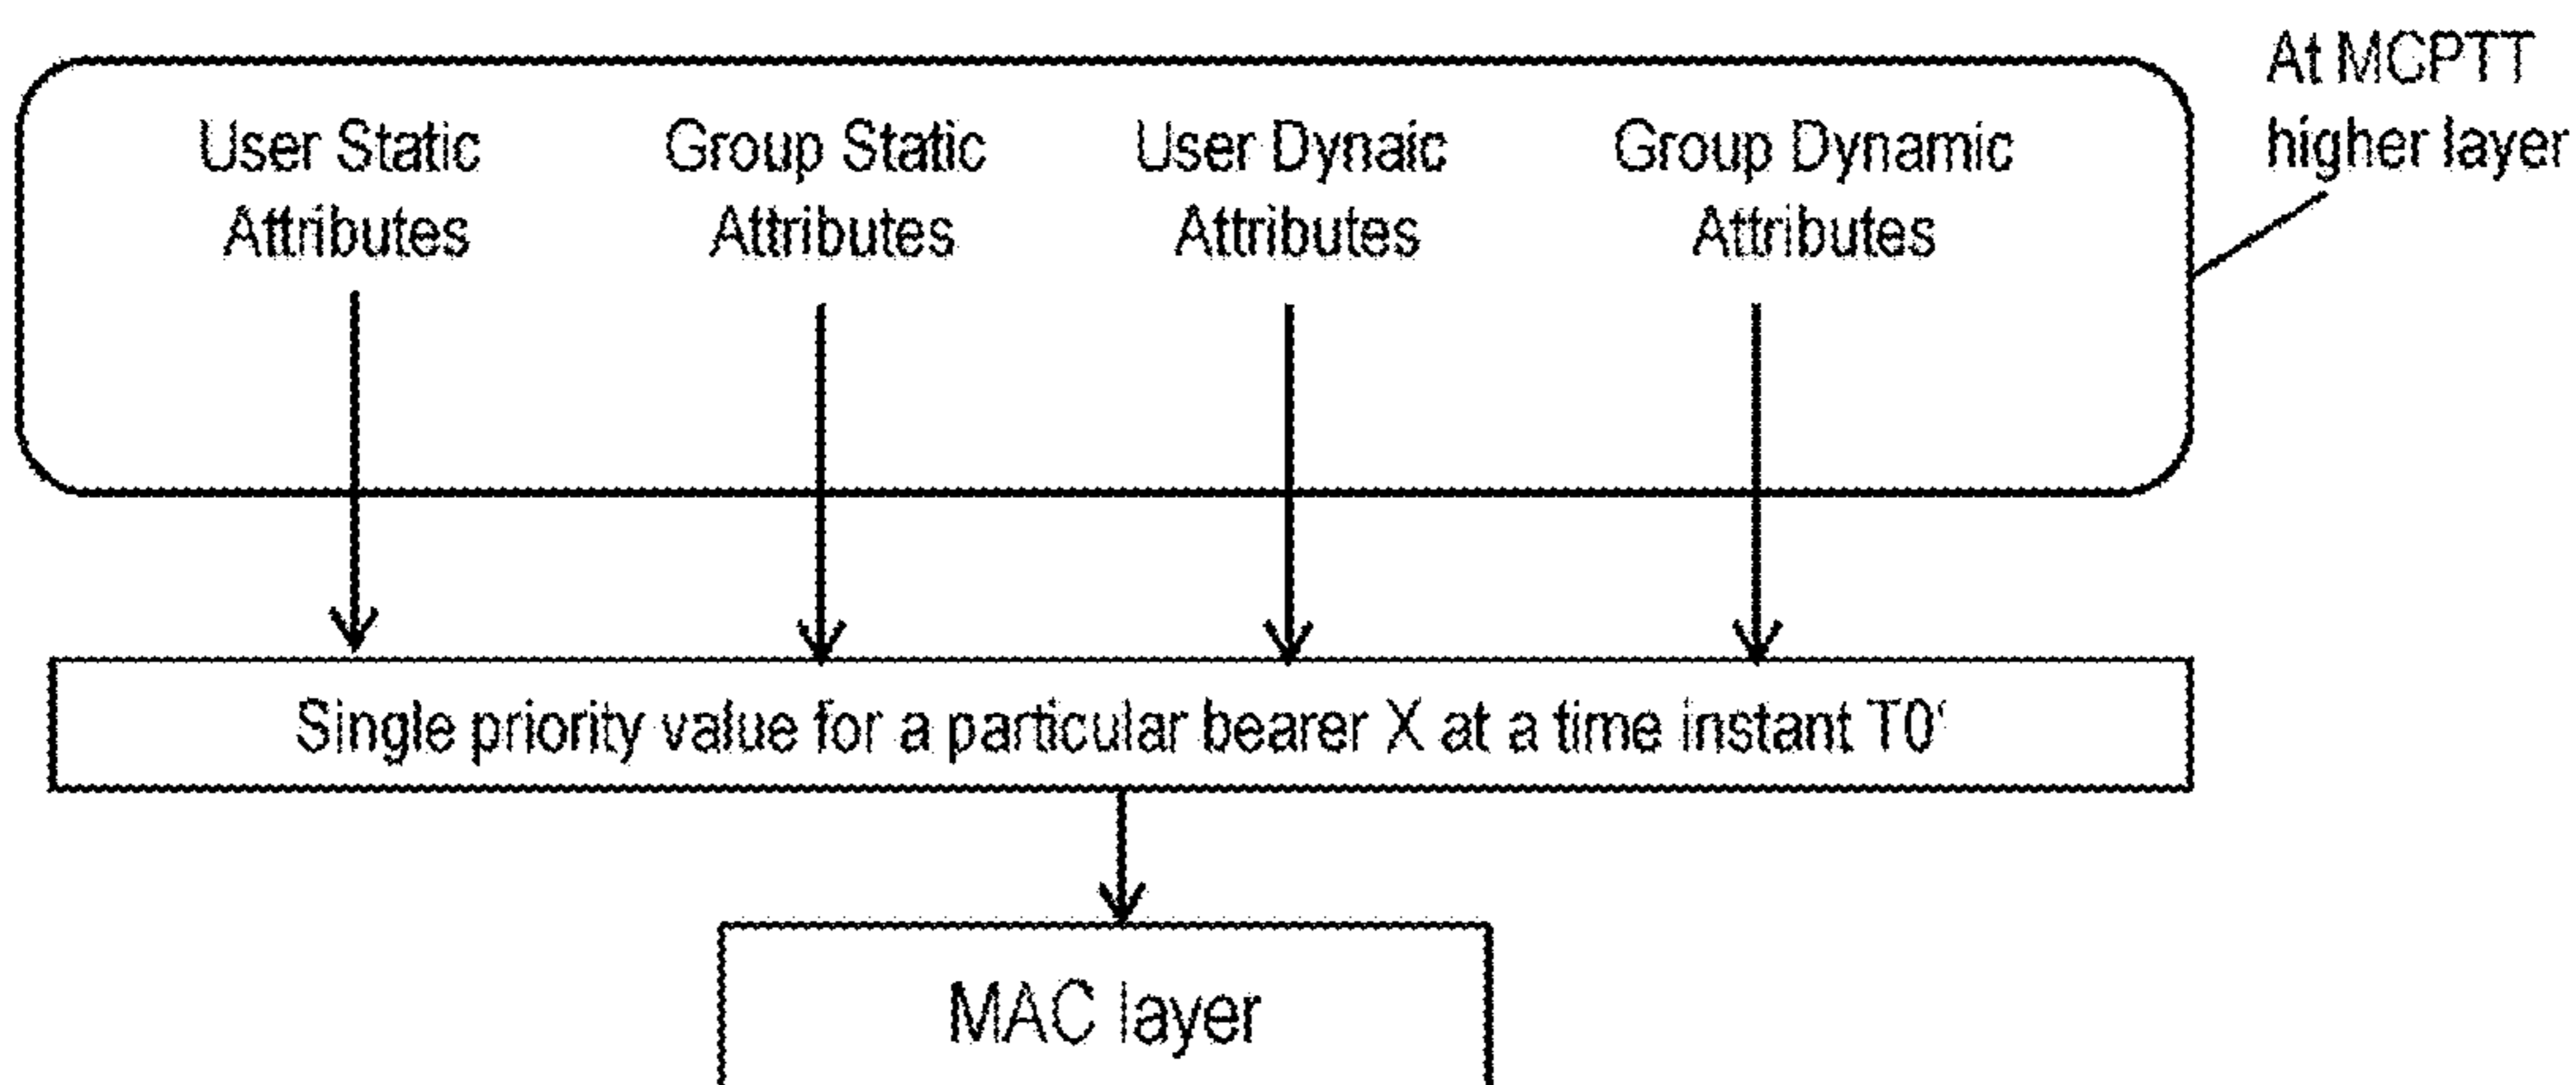 At MCPTT
higher layer
User Static
Attributes
Group Static
Attributes
User Dynaic
Attributes
Group Dynamic
Attributes
Single priority value for a particular bearer X at a time instant T0'
MAC layer